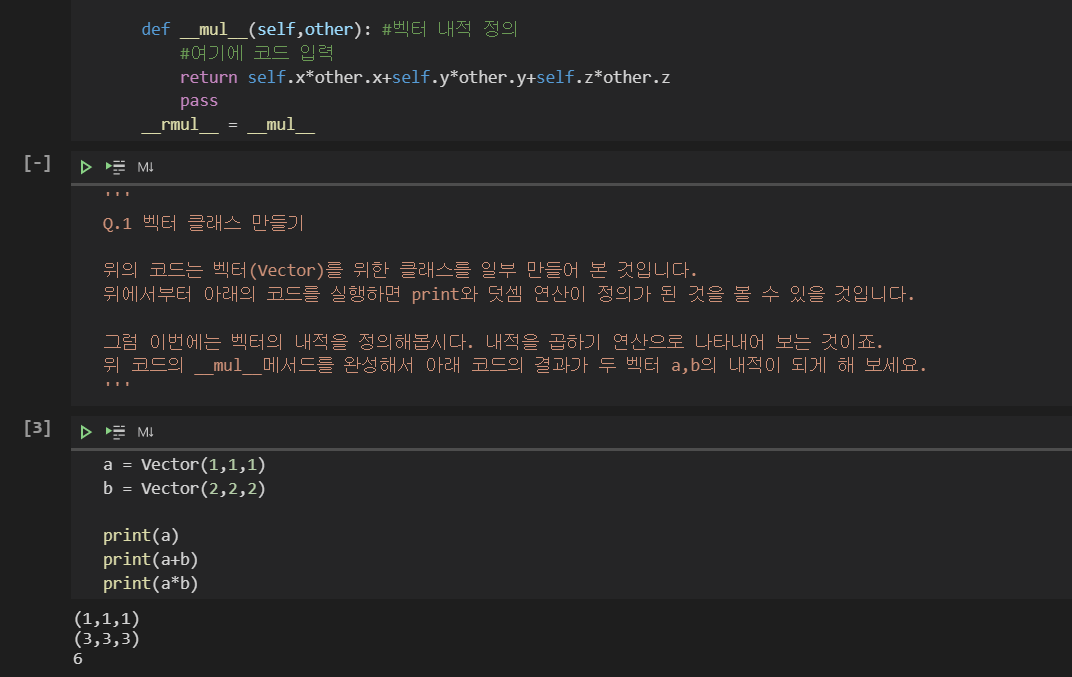 def __mul__(self,other): #벡터 내적 정의
#여기에 코드 입력
return self.x*other.x+self.y*other.y+self.z*other.z
pass
__rmul__ = __mul__
[-]
M↓
'''
Q.1 벡터 클래스 만들기
위의 코드는 벡터(Vector)를 위한 클래스를 일부 만들어 본 것입니다.
위에서부터 아래의 코드를 실행하면 print와 덧셈 연산이 정의가 된 것을 볼 수 있을 것입니다.
그럼 이번에는 벡터의 내적을 정의해봅시다. 내적을 곱하기 연산으로 나타내어 보는 것이죠.
위 코드의 __mul__메서드를 완성해서 아래 코드의 결과가 두 벡터 a,b의 내적이 되게 해 보세요.
'''
[3]
M↓
a = Vector(1,1,1)
b = Vector(2,2,2)
print(a)
print(a+b)
print(a*b)
(1,1,1)
(3,3,3)
6